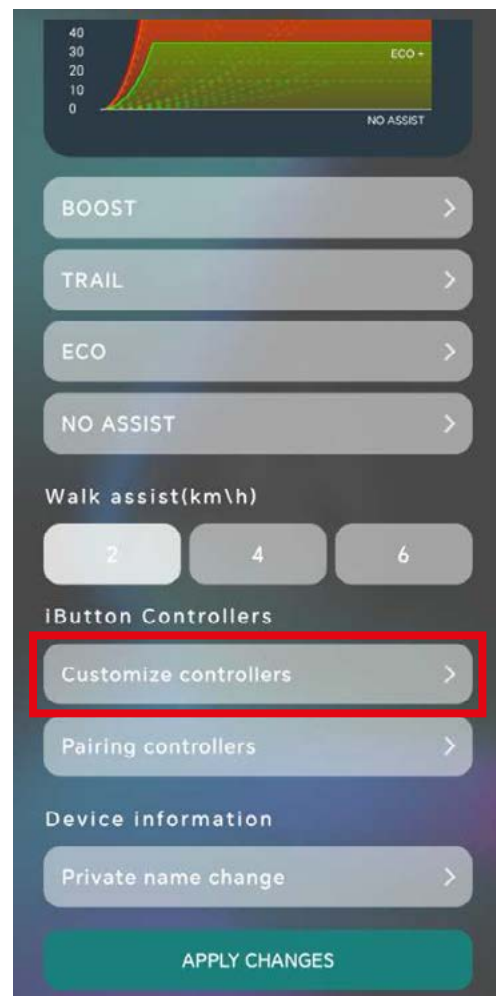 40
30
ECO +
20
10
0
NO ASSIST
BOOST
TRAIL
ECO
NO ASSIST
Walk assist(km\h)
2 4 6
iButton Controllers
Customize controllers
Pairing controllers
Device information
Private name change
APPLY CHANGES